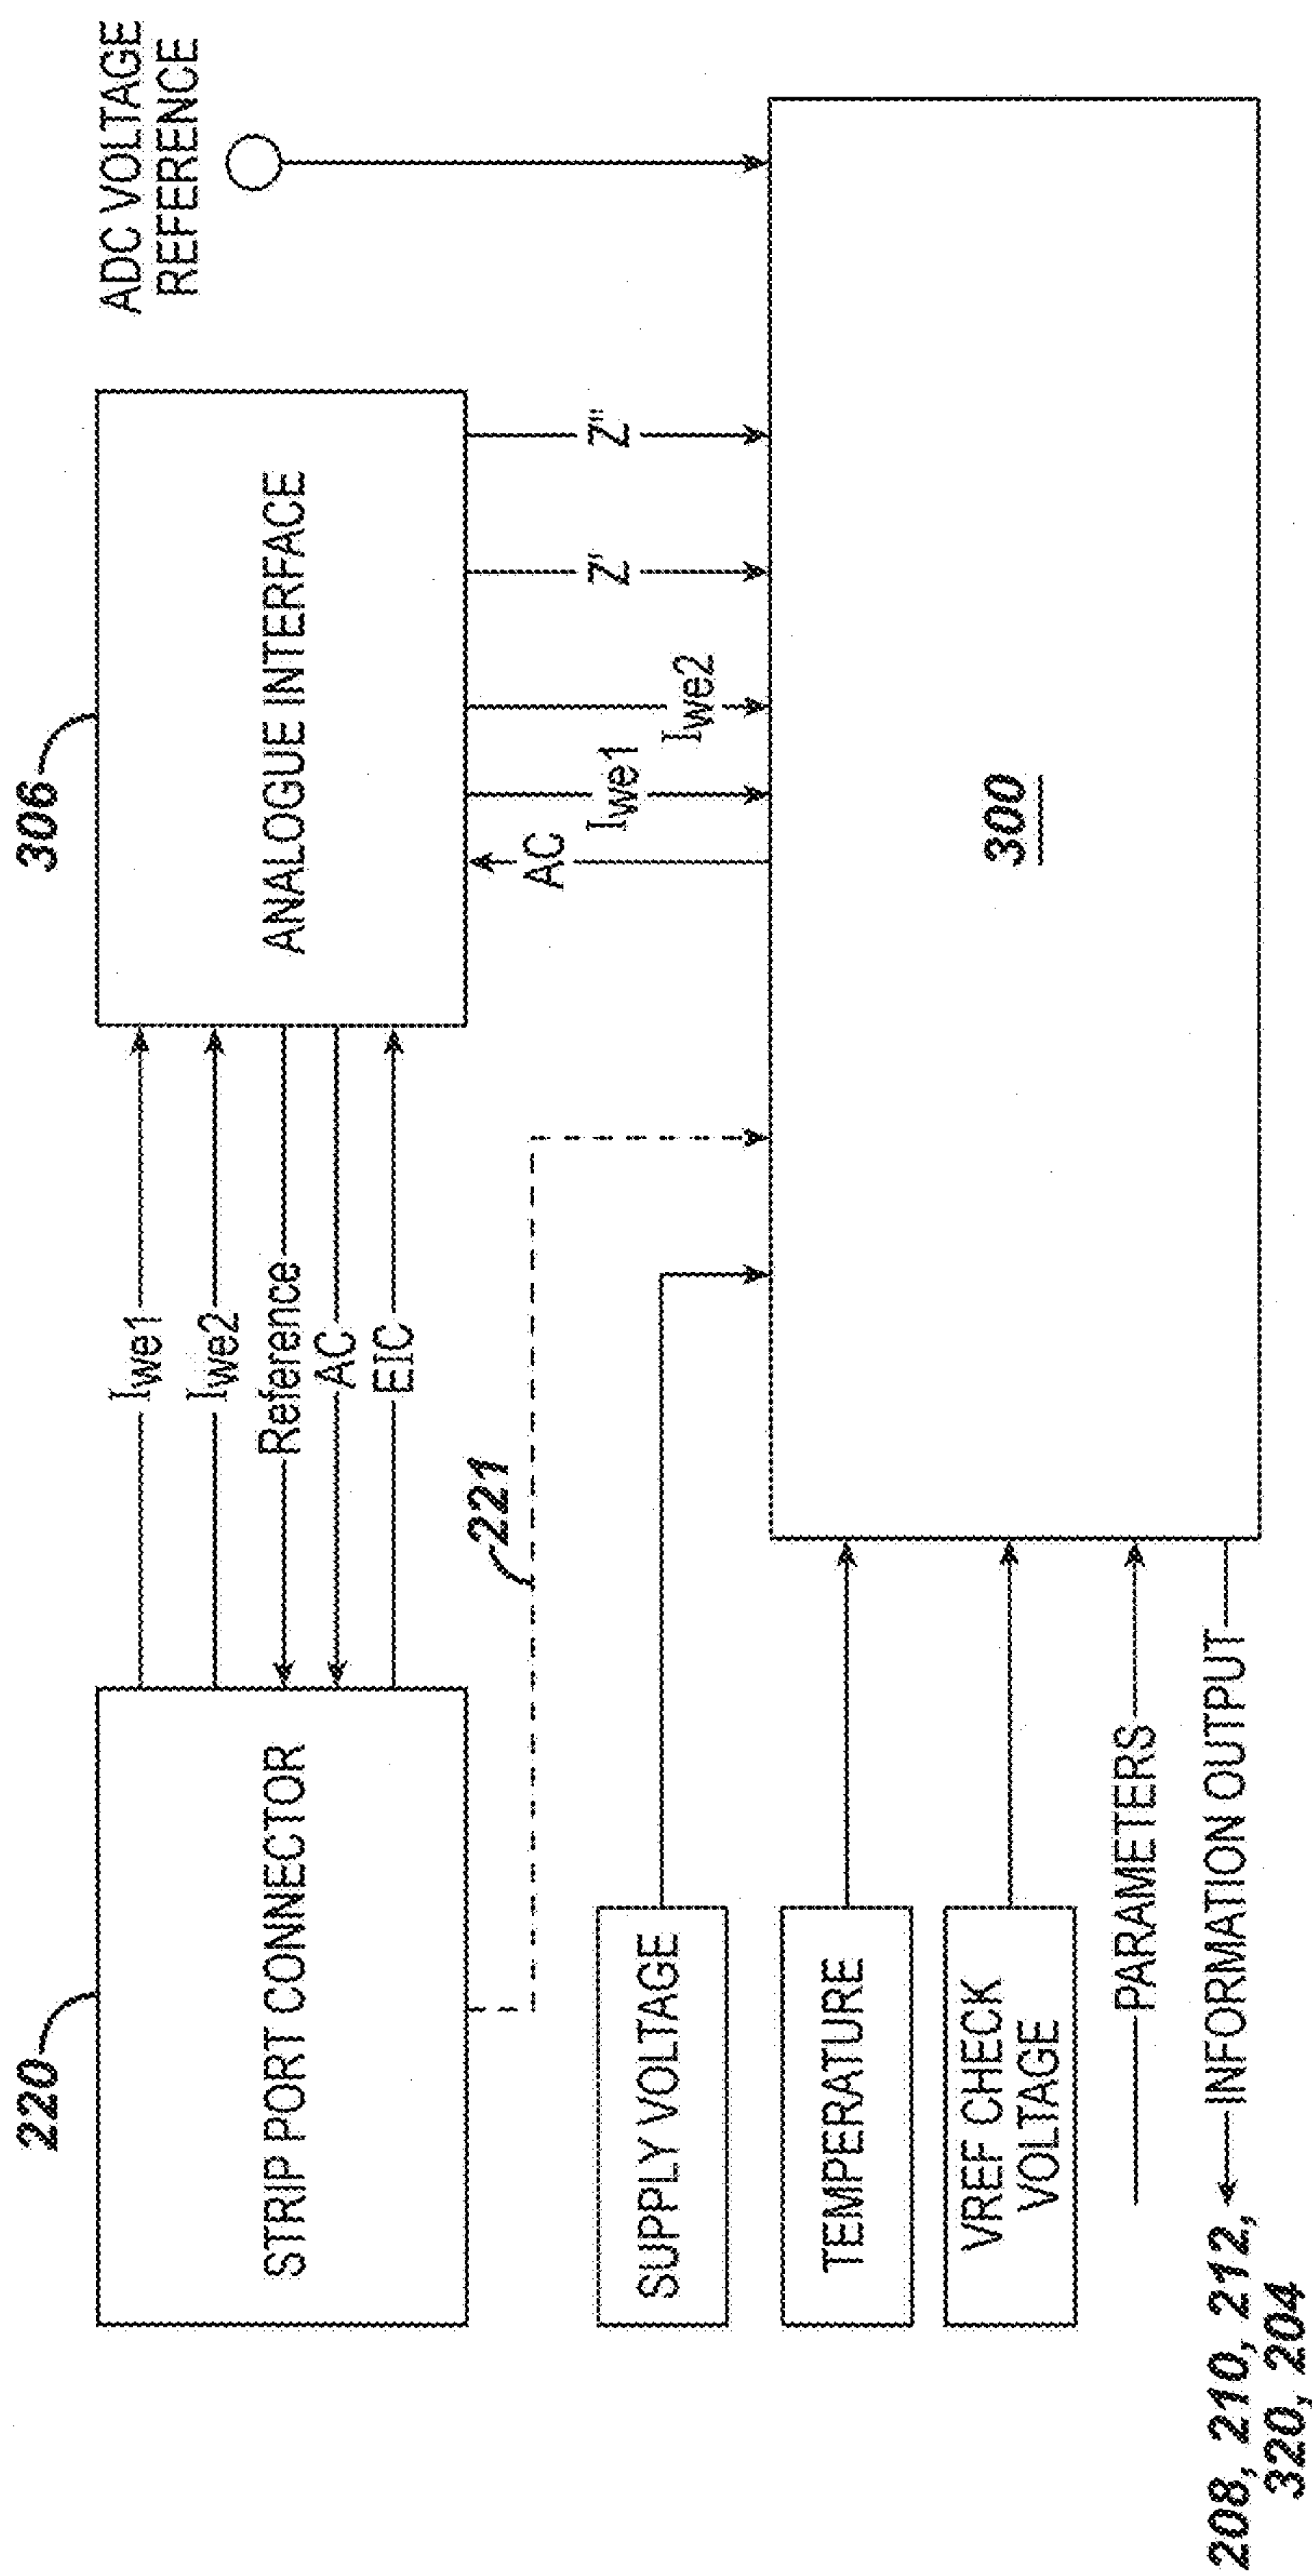 220
STRIP PORT CONNECTOR
Iwe1
Iwe2
Reference
AC
EIC
306
ANALOGUE INTERFACE
ADC VOLTAGE
REFERENCE
221
AC
Iwe1
Iwe2
Z'
Z"
SUPPLY VOLTAGE
TEMPERATURE
VREF CHECK
VOLTAGE
PARAMETERS
INFORMATION OUTPUT
208, 210, 212,
320, 204
300